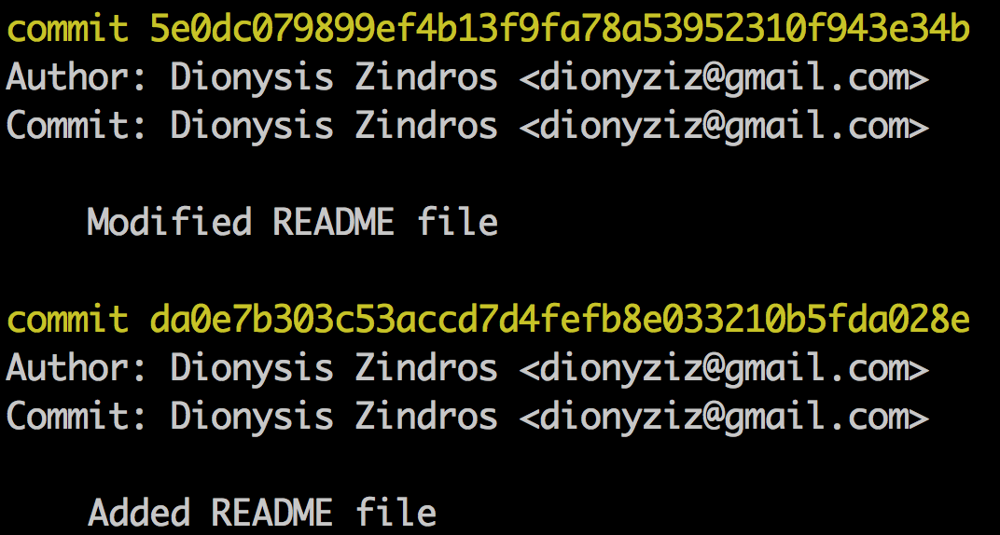 commit 5e0dc079899ef4b13f9fa78a53952310f943e34b
Author: Dionysis Zindros <dionyziz@gmail.com>
Commit: Dionysis Zindros <dionyziz@gmail.com>
Modified README file
commit da0e7b303c53accd7d4fefb8e033210b5fda028e
Author: Dionysis Zindros <dionyziz@gmail.com>
Commit: Dionysis Zindros <dionyziz@gmail.com>
Added README file